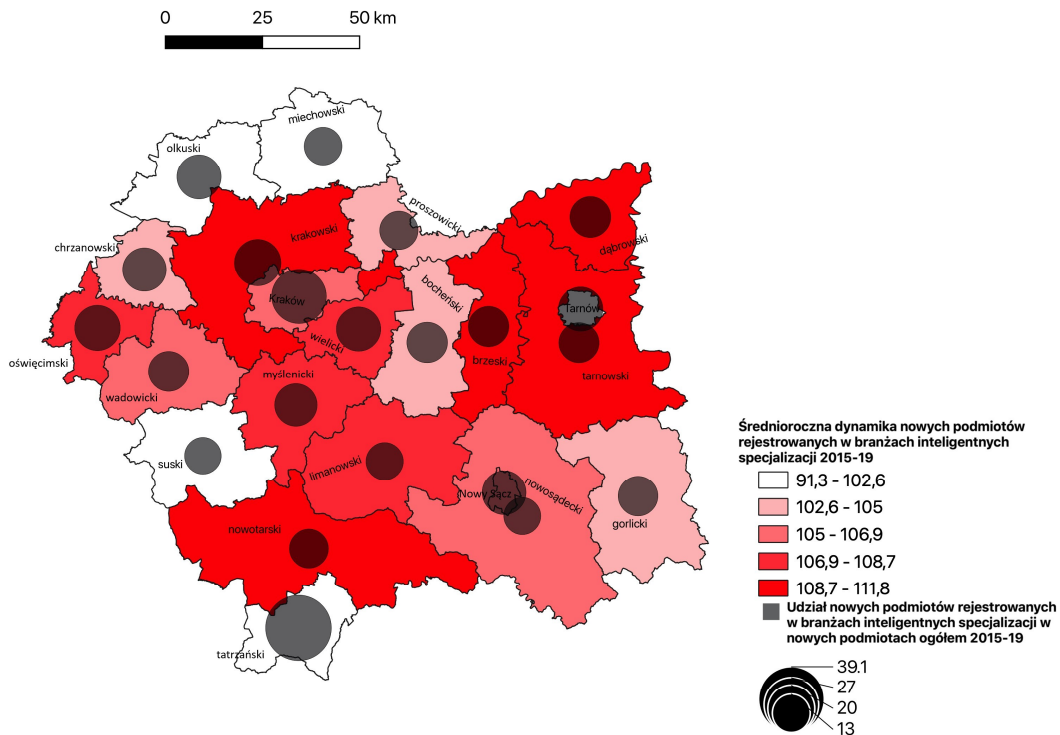 0 25 50 km
miechowski
olkuski
proszowicki
krakowski
dąbrowski
chrzanowski
bocheński
Kraków
Tarnów
wielicki
oświęcimski
brzeski
myślenicki
tarnowski
wadowicki
suski
limanowski
Nowy Sącz
nowosądecki
gorlicki
nowotarski
tatrzański
Średnioroczna dynamika nowych podmiotów
rejestrowanych w branżach inteligentnych
specjalizacji 2015-19
91,3 - 102,6
102,6 - 105
105 - 106,9
106,9 - 108,7
108,7 - 111,8
Udział nowych podmiotów rejestrowanych
w branżach inteligentnych specjalizacji w
nowych podmiotach ogółem 2015-19
39.1
27
20
13